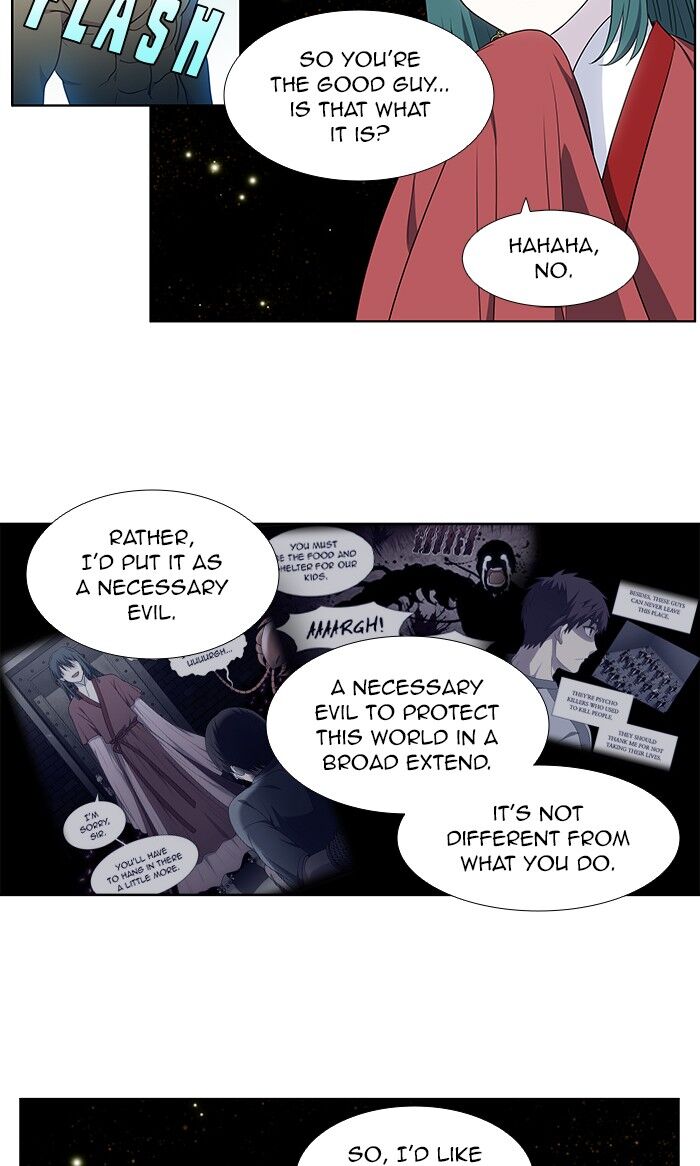 FLASH
SO YOU'RE
THE GOOD GUY...
IS THAT WHAT
IT IS?
HAHAHA,
NO.
RATHER,
I'D PUT IT AS
A NECESSARY
EVIL.
YOU MUST
BE THE FOOD AND
SHELTER FOR OUR
KIDS.
AAAARGH!
UUUURGH...
BESIDES, THESE GUYS
CAN NEVER LEAVE
THIS PLACE.
THEY'RE PSYCHO
KILLERS WHO USED
TO KILL PEOPLE.
THEY SHOULD
THANK ME FOR NOT
TAKING THEIR LIVES.
A NECESSARY
EVIL TO PROTECT
THIS WORLD IN A
BROAD EXTEND.
I'M
SORRY,
SIR.
YOU'LL HAVE
TO HANG IN THERE
A LITTLE MORE.
IT'S NOT
DIFFERENT FROM
WHAT YOU DO.
SO, I'D LIKE